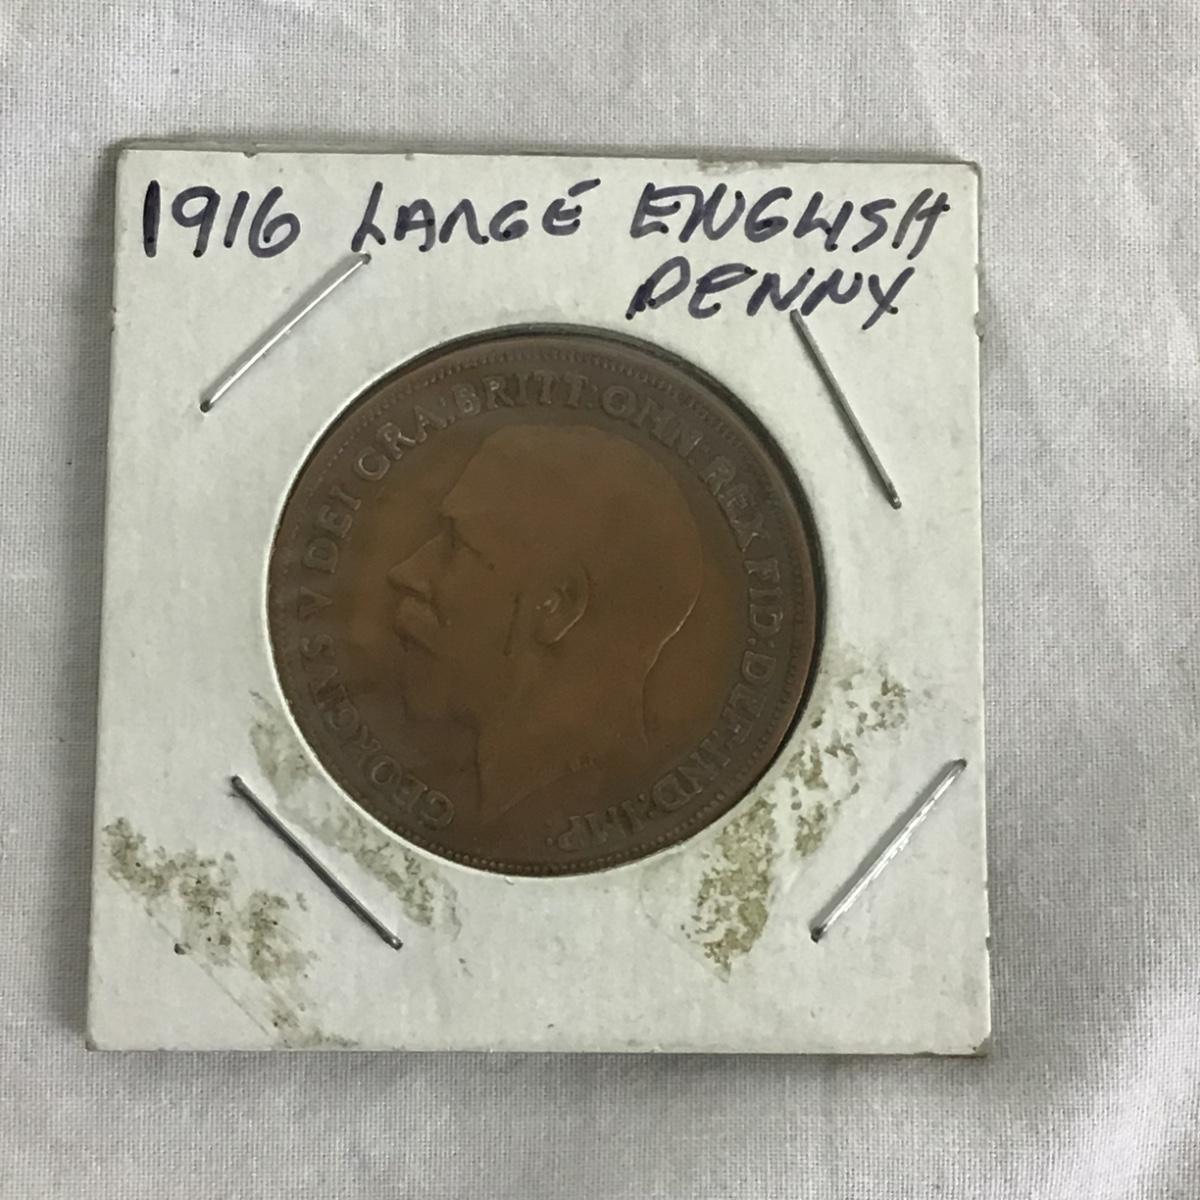 1916 LARGE ENGLISH
PENNY
GEORGIVS V DEI GRA: BRITT: OMN: REX FID: DEF: IND: IMP: